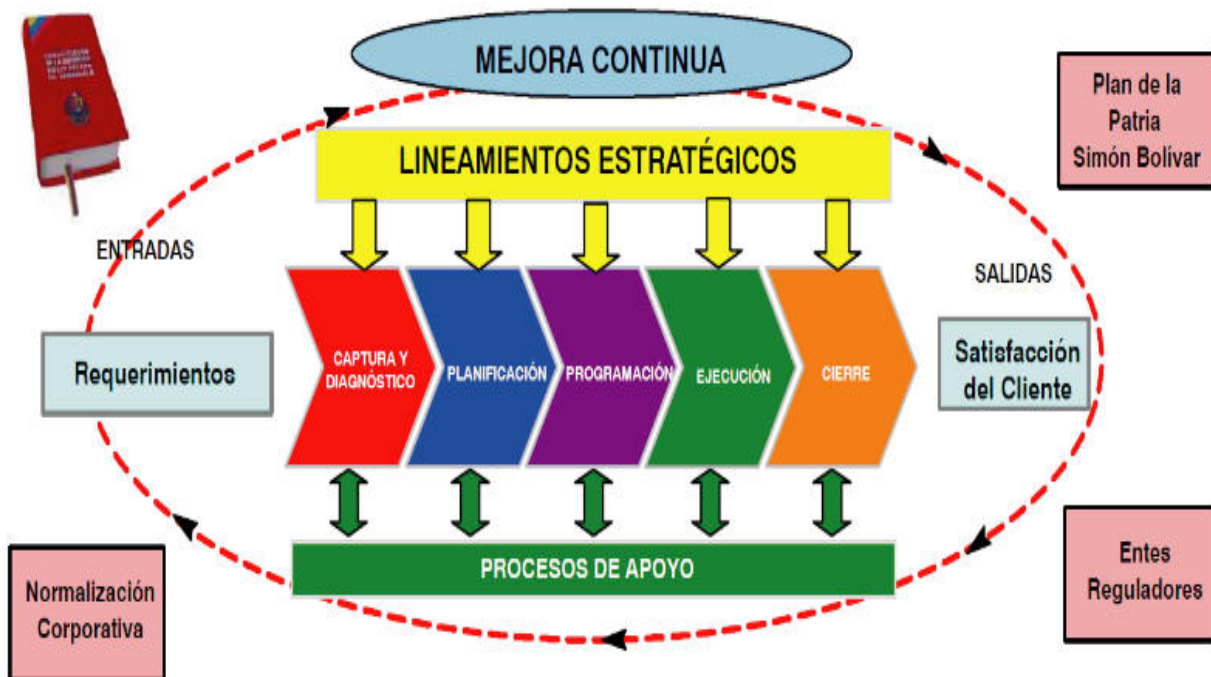 MEJORA CONTINUA
Plan de la
Patria
Simón Bolívar
LINEAMIENTOS ESTRATÉGICOS
ENTRADAS
SALIDAS
Requerimientos
CAPTURA Y
DIAGNÓSTICO
PLANIFICACIÓN
PROGRAMACIÓN
EJECUCIÓN
CIERRE
Satisfacción
del Cliente
PROCESOS DE APOYO
Normalización
Corporativa
Entes
Reguladores